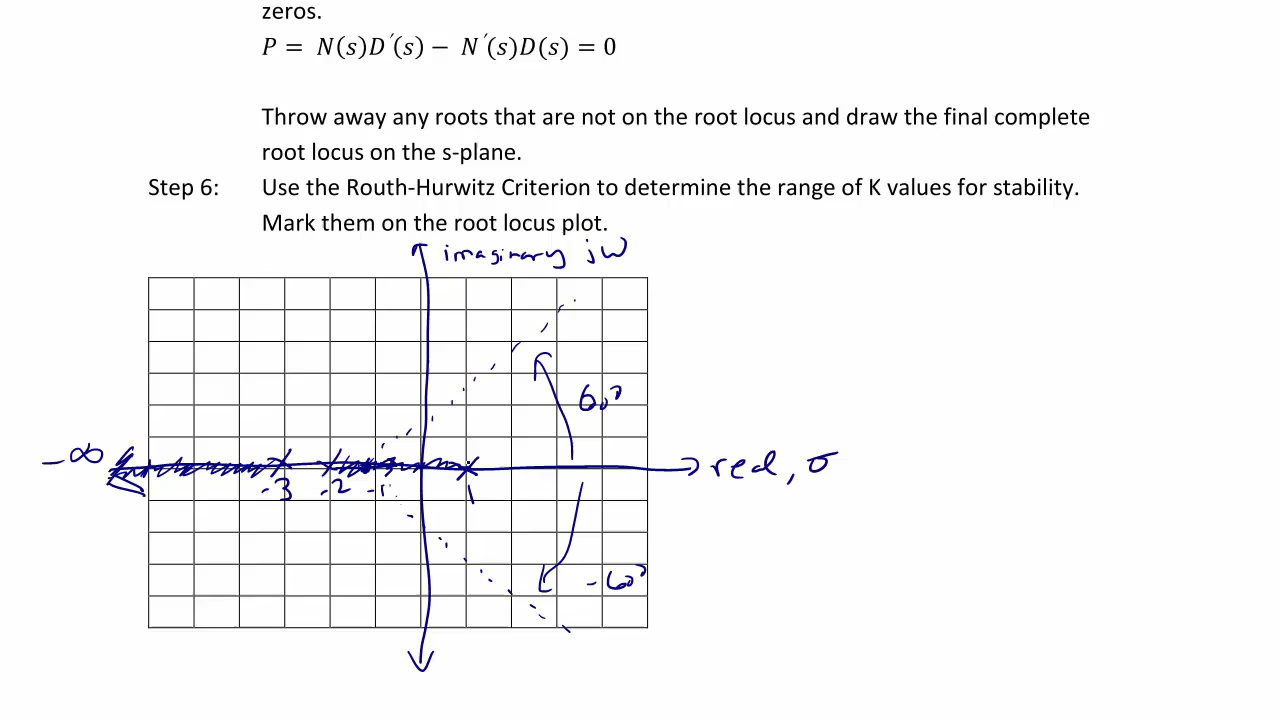 zeros.
P = N(s)D′(s) − N′(s)D(s) = 0
Throw away any roots that are not on the root locus and draw the final complete
root locus on the s-plane.
Step 6: Use the Routh-Hurwitz Criterion to determine the range of K values for stability.
Mark them on the root locus plot.
imaginary jω
60°
−∞
real, σ
-3 -2 -1 1
-60°